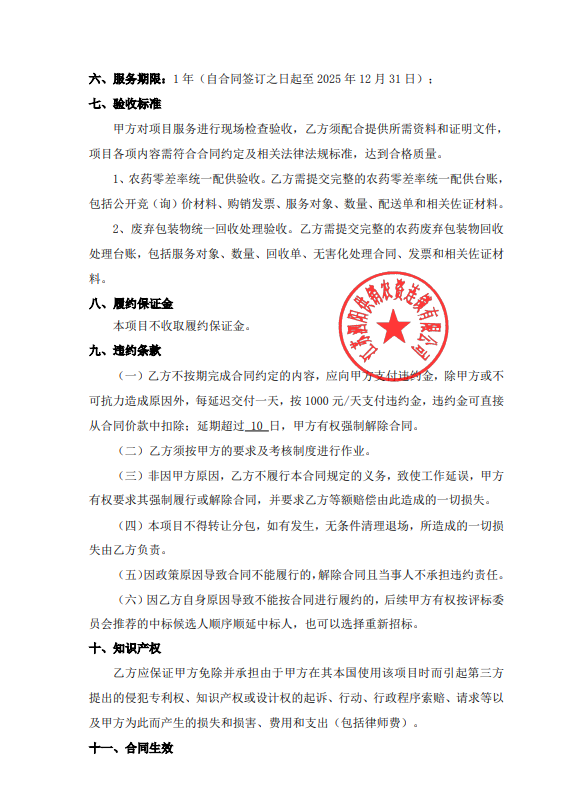 六、服务期限：1 年（自合同签订之日起至 2025 年 12 月 31 日）；
七、验收标准
甲方对项目服务进行现场检查验收，乙方须配合提供所需资料和证明文件，
项目各项内容需符合合同约定及相关法律法规标准，达到合格质量。
1、农药零差率统一配供验收。乙方需提交完整的农药零差率统一配供台账，
包括公开竞（询）价材料、购销发票、服务对象、数量、配送单和相关佐证材料。
2、废弃包装物统一回收处理验收。乙方需提交完整的农药废弃包装物回收
处理台账，包括服务对象、数量、回收单、无害化处理合同、发票和相关佐证材
料。
八、履约保证金
本项目不收取履约保证金。
江苏泗阳供销农资连锁有限公司
九、违约条款
（一）乙方不按期完成合同约定的内容，应向甲方支付违约金，除甲方或不
可抗力造成原因外，每延迟交付一天，按 1000 元/天支付违约金，违约金可直接
从合同价款中扣除；延期超过 10 日，甲方有权强制解除合同。
（二）乙方须按甲方的要求及考核制度进行作业。
（三）非因甲方原因，乙方不履行本合同规定的义务，致使工作延误，甲方
有权要求其强制履行或解除合同，并要求乙方等额赔偿由此造成的一切损失。
（四）本项目不得转让分包，如有发生，无条件清理退场，所造成的一切损
失由乙方负责。
（五）因政策原因导致合同不能履行的，解除合同且当事人不承担违约责任。
（六）因乙方自身原因导致不能按合同进行履约的，后续甲方有权按评标委
员会推荐的中标候选人顺序顺延中标人，也可以选择重新招标。
十、知识产权
乙方应保证甲方免除并承担由于甲方在其本国使用该项目时而引起第三方
提出的侵犯专利权、知识产权或设计权的起诉、行动、行政程序索赔、请求等以
及甲方为此而产生的损失和损害、费用和支出（包括律师费）。
十一、合同生效